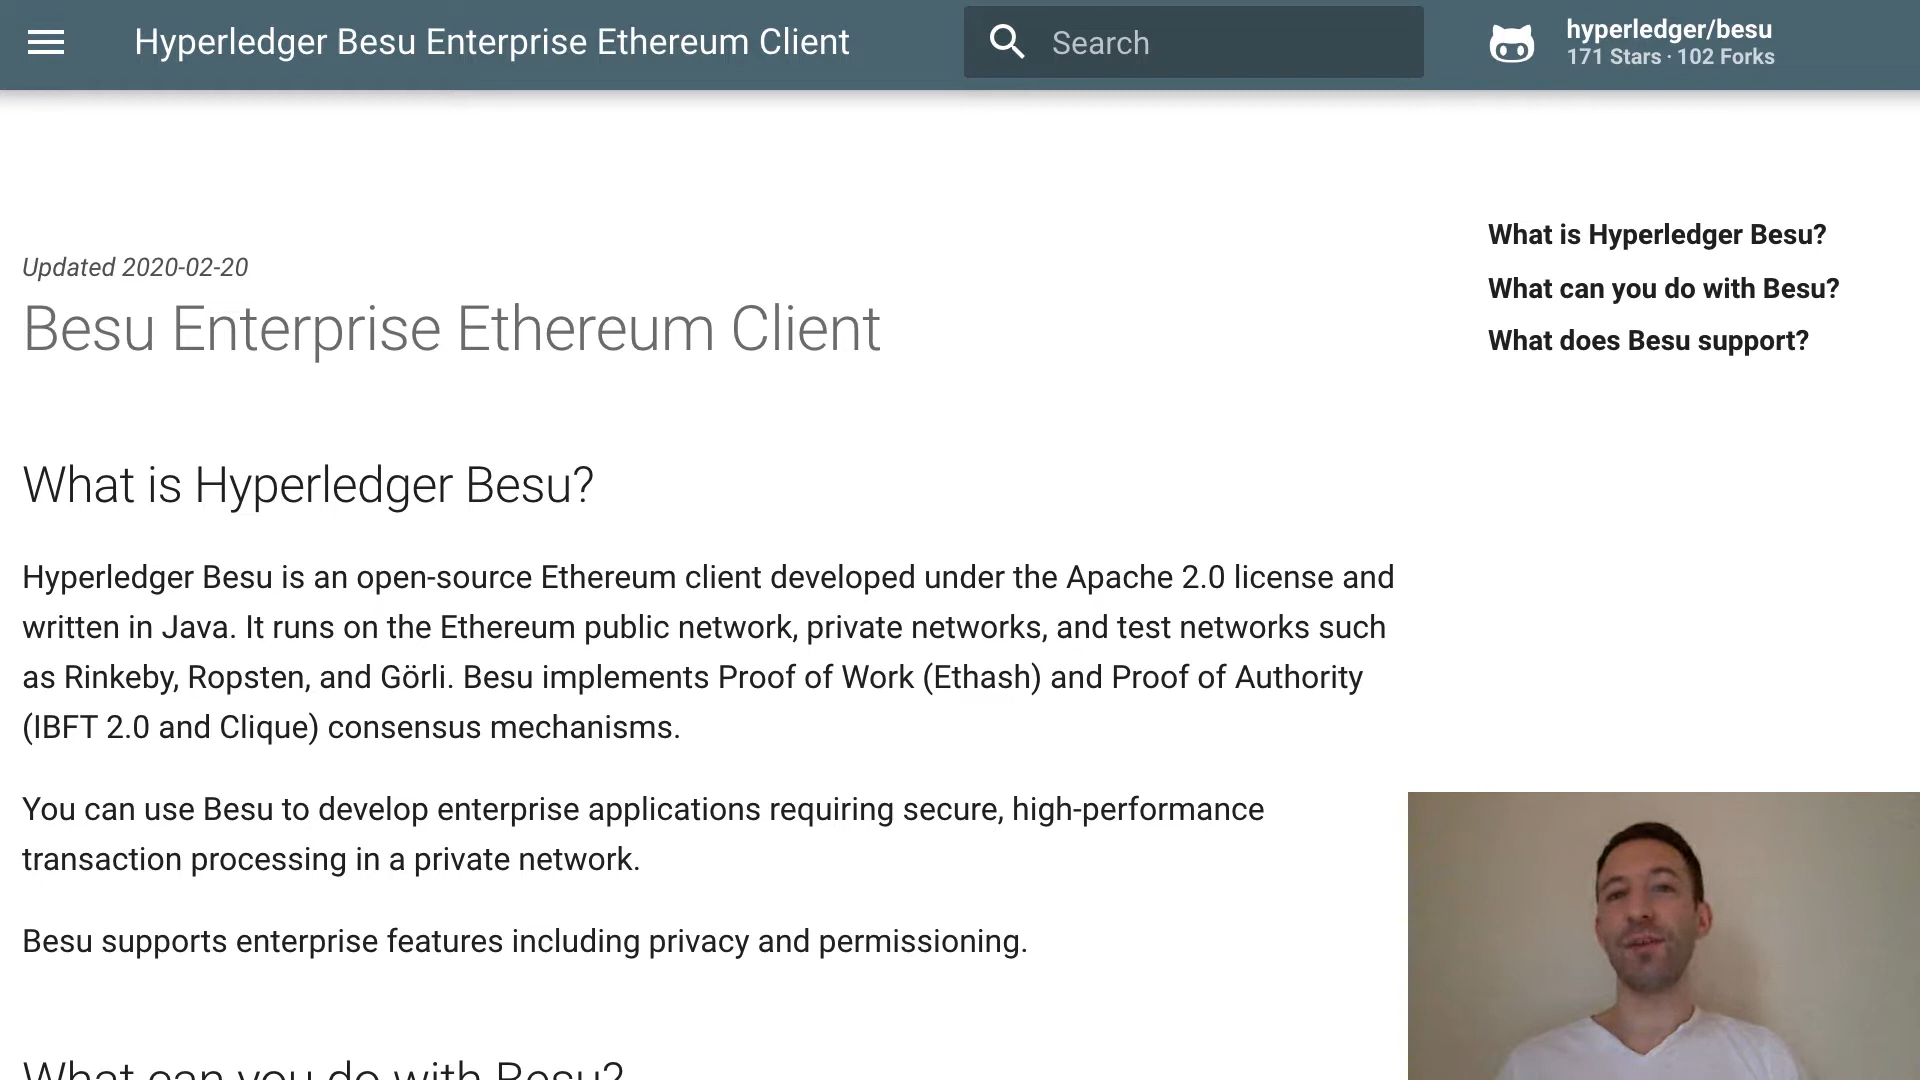 Hyperledger Besu Enterprise Ethereum Client
Search
hyperledger/besu
171 Stars · 102 Forks
Updated 2020-02-20
Besu Enterprise Ethereum Client
What is Hyperledger Besu?
What can you do with Besu?
What does Besu support?
What is Hyperledger Besu?
Hyperledger Besu is an open-source Ethereum client developed under the Apache 2.0 license and
written in Java. It runs on the Ethereum public network, private networks, and test networks such
as Rinkeby, Ropsten, and Görli. Besu implements Proof of Work (Ethash) and Proof of Authority
(IBFT 2.0 and Clique) consensus mechanisms.
You can use Besu to develop enterprise applications requiring secure, high-performance
transaction processing in a private network.
Besu supports enterprise features including privacy and permissioning.
What can you do with Besu?